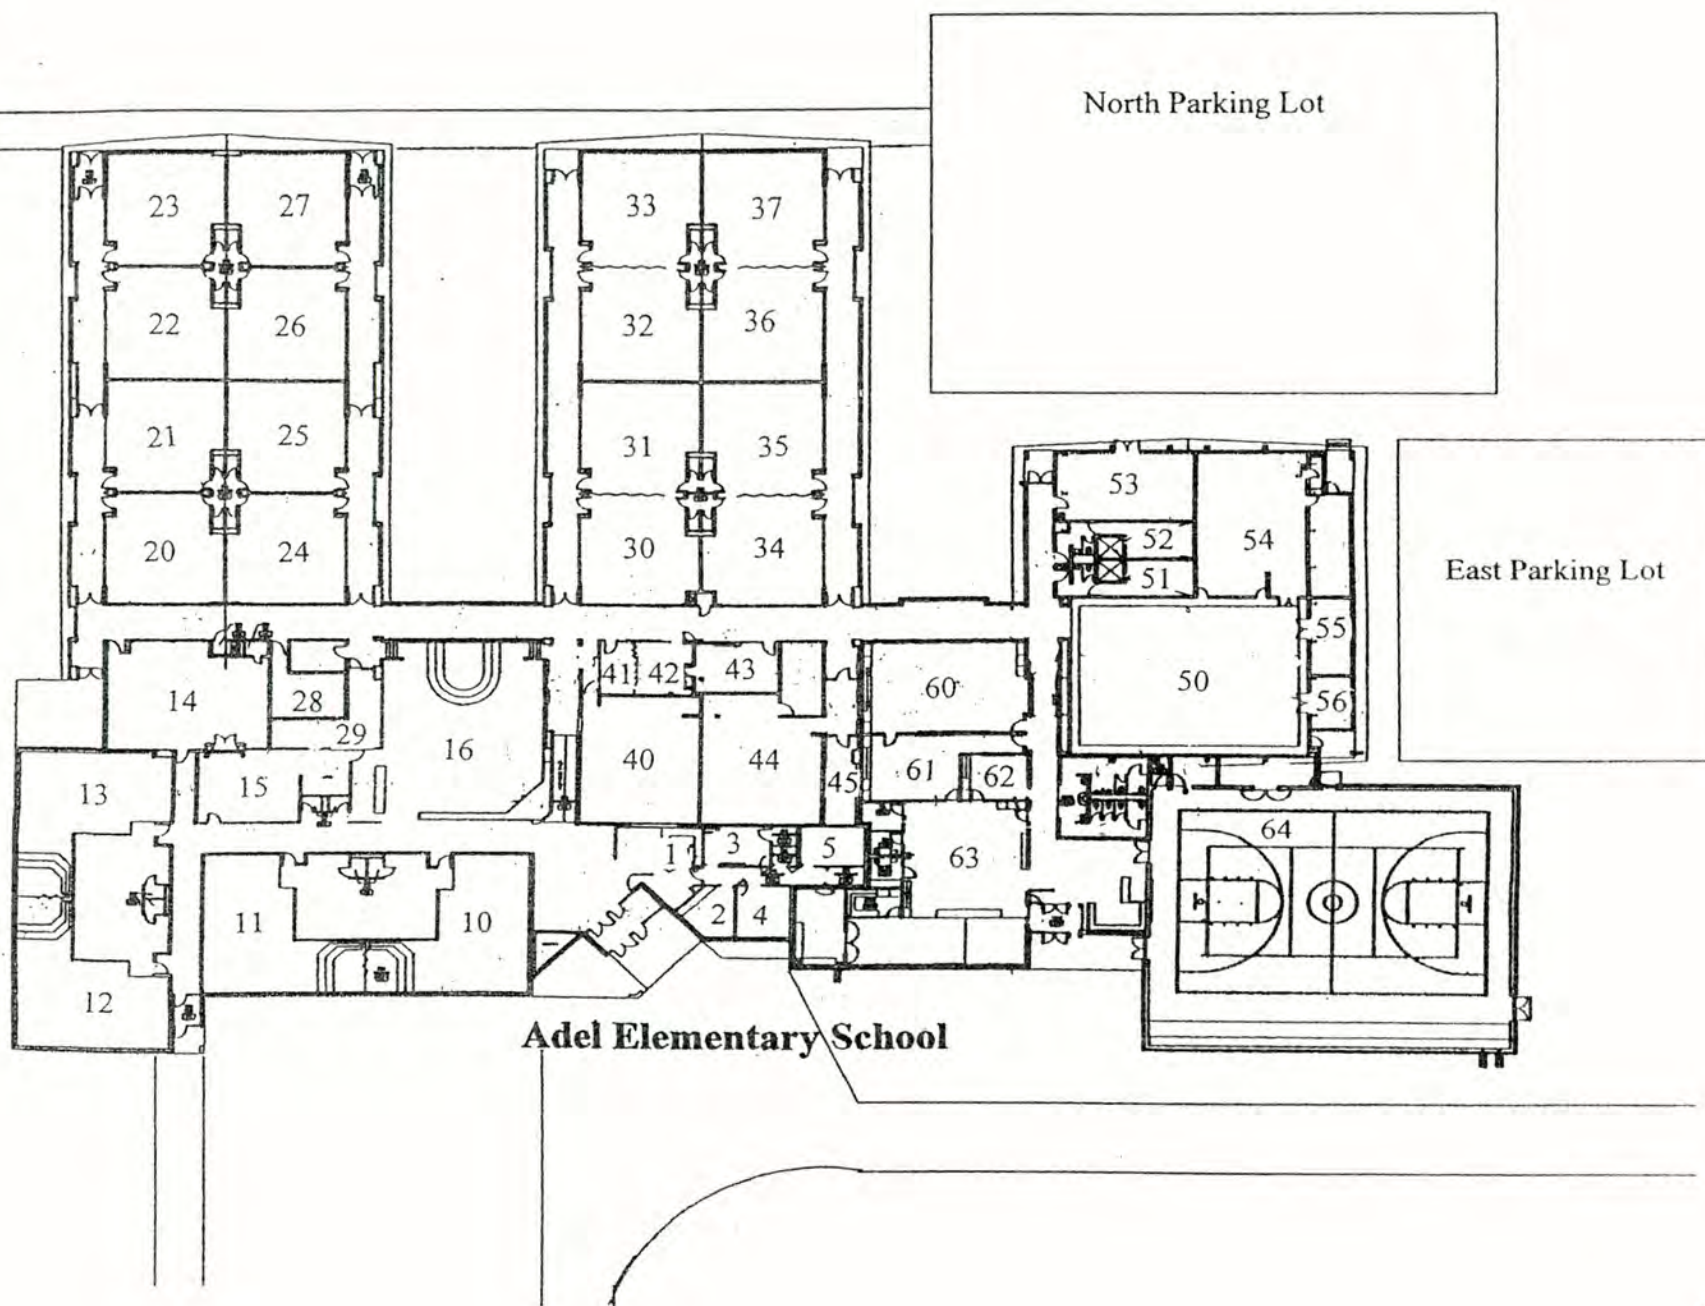 North Parking Lot
23 27 33 37
22 26 32 36
21 25 31 35
53
20 24 30 34 52 54
51
East Parking Lot
55
41 42 43
14 28 60 50 56
29 16
13 15 40 44 45 61 62
1 3 5 63 64
11 10 2 4
12
Adel Elementary School